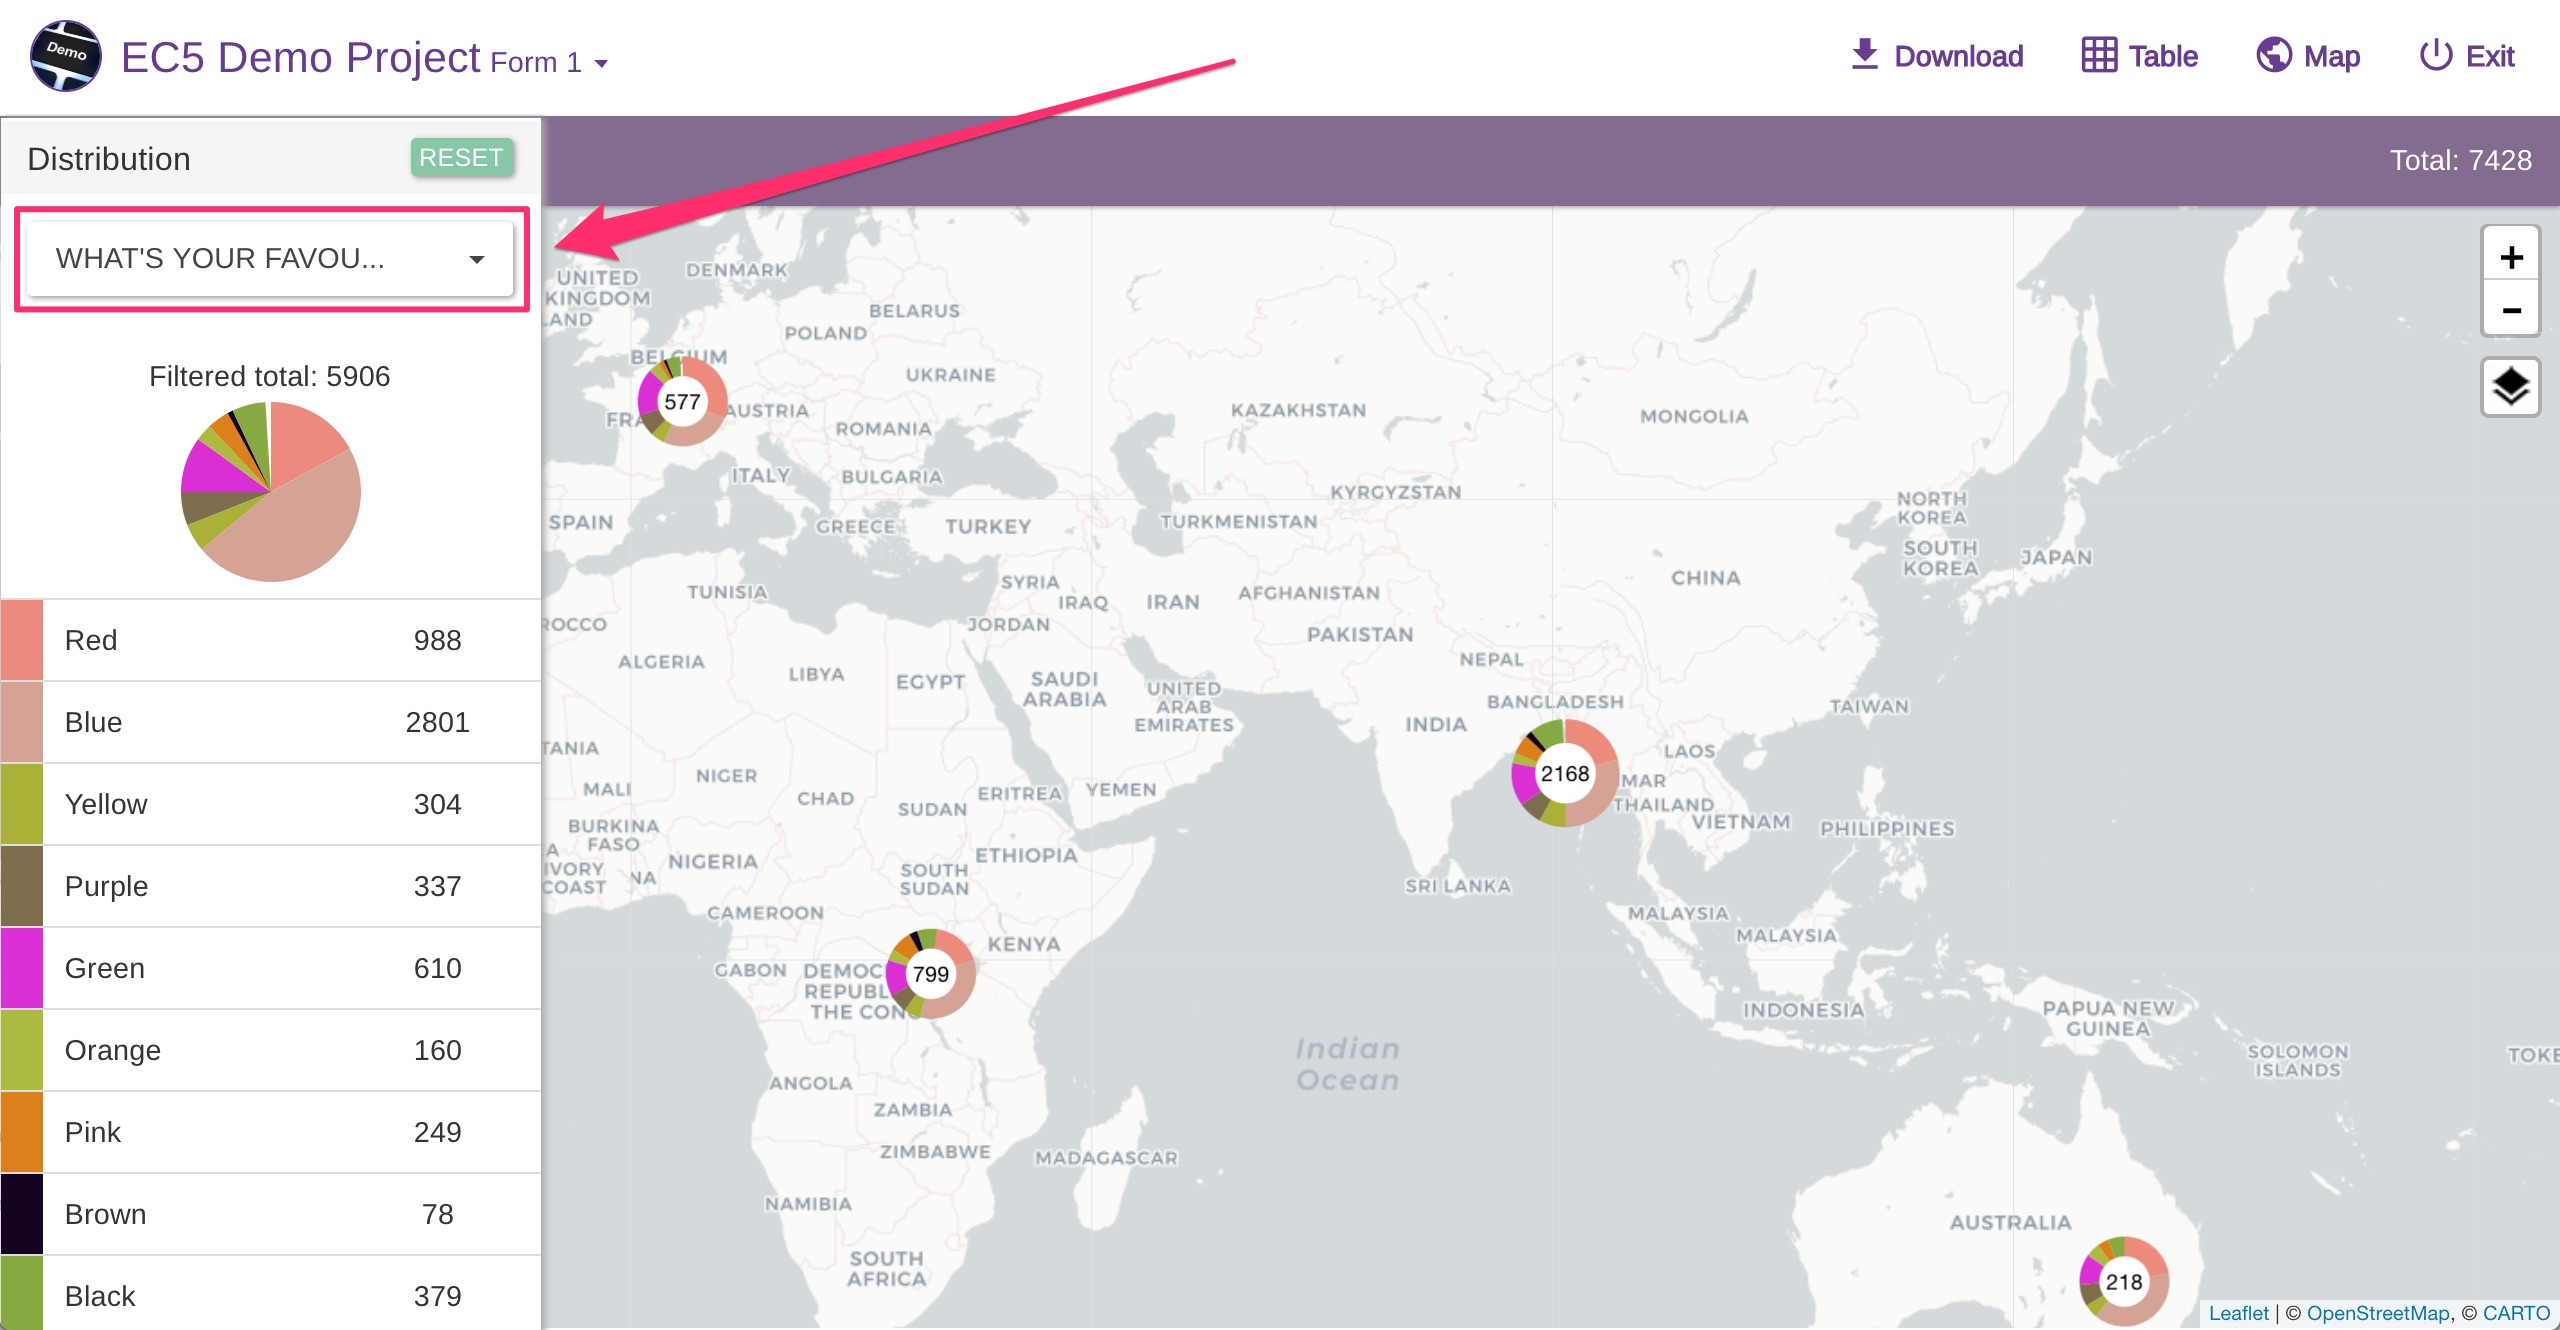 Demo
EC5 Demo Project Form 1
Download
Table
Map
Exit
Distribution
RESET
Total: 7428
WHAT'S YOUR FAVOU...
Filtered total: 5906
Red 988
Blue 2801
Yellow 304
Purple 337
Green 610
Orange 160
Pink 249
Brown 78
Black 379
+
−
UNITED
KINGDOM
LAND
DENMARK
BELARUS
POLAND
BELGIUM
UKRAINE
577
FRA
AUSTRIA
ROMANIA
KAZAKHSTAN
MONGOLIA
ITALY
BULGARIA
KYRGYZSTAN
NORTH
KOREA
SPAIN
GREECE
TURKEY
TURKMENISTAN
SOUTH
KOREA
JAPAN
CHINA
TUNISIA
SYRIA
IRAQ
IRAN
AFGHANISTAN
ROCCO
JORDAN
PAKISTAN
ALGERIA
LIBYA
EGYPT
SAUDI
ARABIA
UNITED
ARAB
EMIRATES
NEPAL
BANGLADESH
INDIA
TAIWAN
TANIA
LAOS
MALI
NIGER
CHAD
SUDAN
ERITREA
YEMEN
2168
MAR
THAILAND
VIETNAM
PHILIPPINES
BURKINA
FASO
A
IVORY
COAST
NA
NIGERIA
ETHIOPIA
SOUTH
SUDAN
SRI LANKA
CAMEROON
MALAYSIA
MALAYSIA
KENYA
GABON
DEMOC
REPUBL
THE CONG
799
INDONESIA
PAPUA NEW
GUINEA
Indian
Ocean
SOLOMON
ISLANDS
TOKE
ANGOLA
ZAMBIA
ZIMBABWE
MADAGASCAR
NAMIBIA
AUSTRALIA
SOUTH
AFRICA
218
Leaflet | © OpenStreetMap, © CARTO